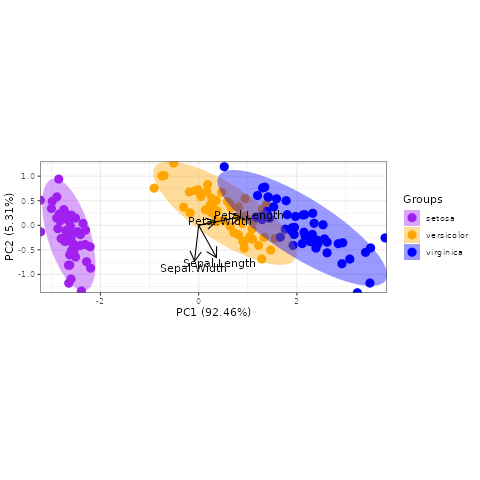 1.0
0.5
0.0
-0.5
-1.0
PC2 (5.31%)
Petal.Length
Petal.Width
Sepal.Length
Sepal.Width
-2
0
2
PC1 (92.46%)
Groups
setosa
versicolor
virginica